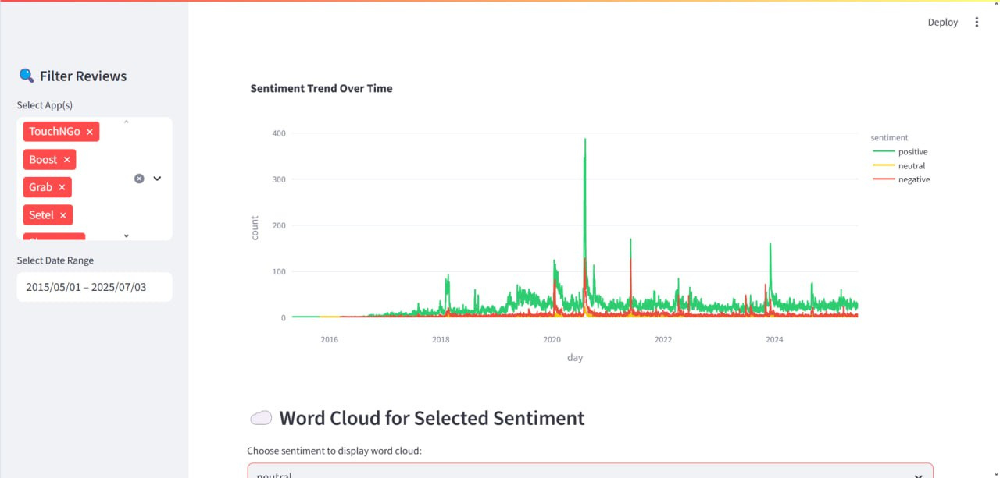 Deploy
Filter Reviews
Select App(s)
TouchNGo ×
Boost ×
Grab ×
Setel ×
Select Date Range
2015/05/01 – 2025/07/03
Sentiment Trend Over Time
400
300
200
100
0
count
2016 2018 2020 2022 2024
day
sentiment
positive
neutral
negative
Word Cloud for Selected Sentiment
Choose sentiment to display word cloud:
neutral